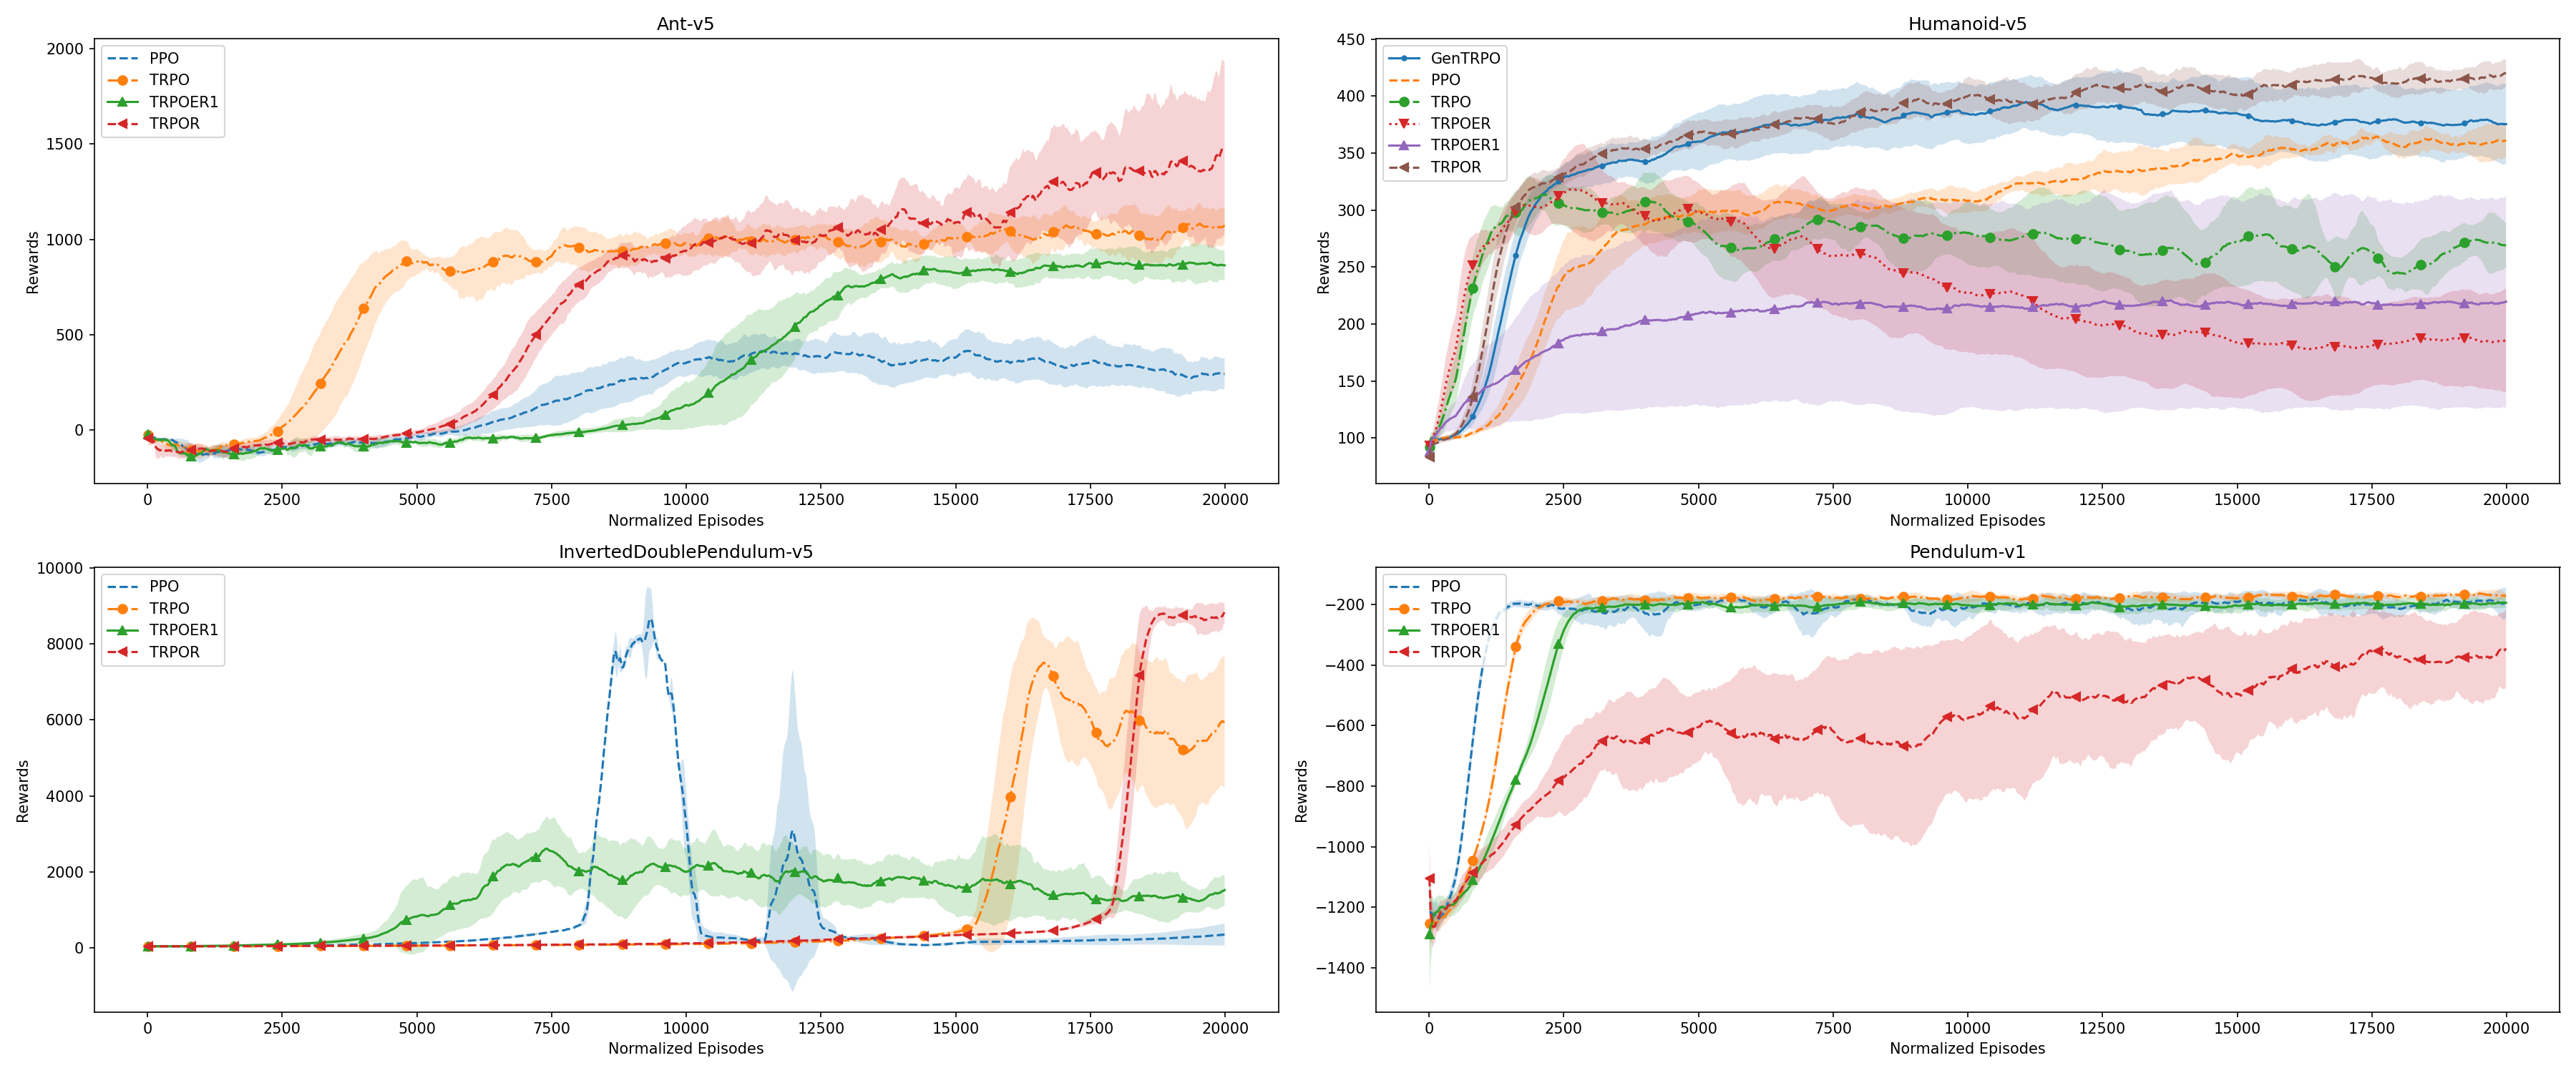 Ant-v5
2000
1500
1000
500
0
Rewards
PPO
TRPO
TRPOER1
TRPOR
0 2500 5000 7500 10000 12500 15000 17500 20000
Normalized Episodes
Humanoid-v5
450
400
350
300
250
200
150
100
Rewards
GenTRPO
PPO
TRPO
TRPOER
TRPOER1
TRPOR
0 2500 5000 7500 10000 12500 15000 17500 20000
Normalized Episodes
InvertedDoublePendulum-v5
10000
8000
6000
4000
2000
0
Rewards
PPO
TRPO
TRPOER1
TRPOR
0 2500 5000 7500 10000 12500 15000 17500 20000
Normalized Episodes
Pendulum-v1
−200
−400
−600
−800
−1000
−1200
−1400
Rewards
PPO
TRPO
TRPOER1
TRPOR
0 2500 5000 7500 10000 12500 15000 17500 20000
Normalized Episodes